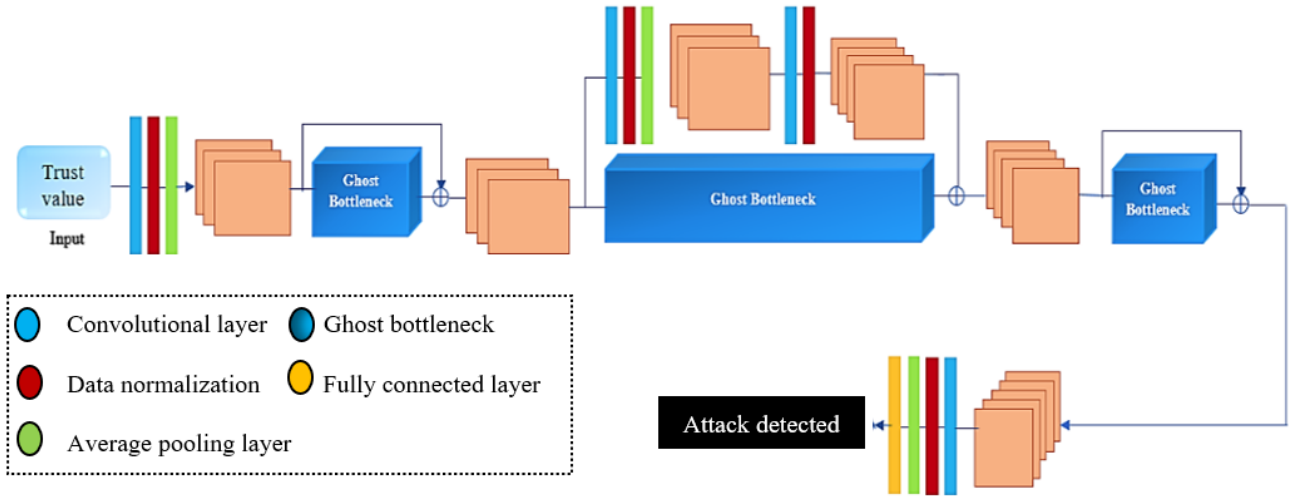 Trust
value
Input
Ghost
Bottleneck
Ghost Bottleneck
Ghost
Bottleneck
Convolutional layer
Ghost bottleneck
Data normalization
Fully connected layer
Average pooling layer
Attack detected